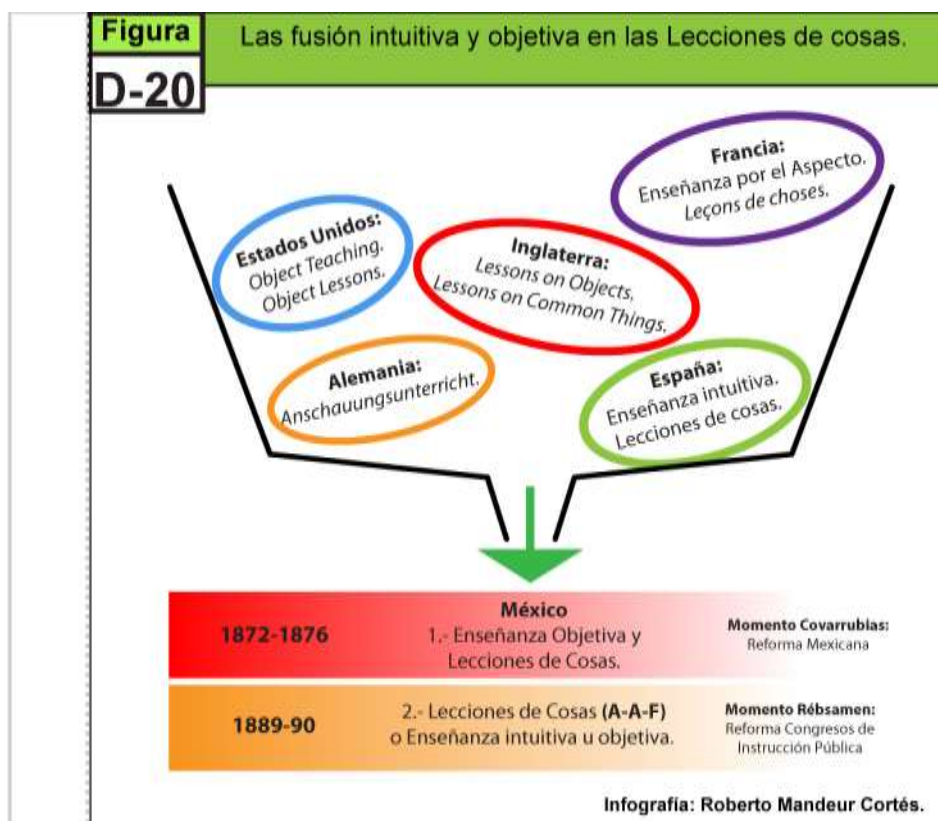 Figura
D-20
Las fusión intuitiva y objetiva en las Lecciones de cosas.
Francia:
Enseñanza por el Aspecto.
Leçons de choses.
Estados Unidos:
Object Teaching.
Object Lessons.
Inglaterra:
Lessons on Objects,
Lessons on Common Things.
Alemania:
Anschauungsunterricht.
España:
Enseñanza intuitiva.
Lecciones de cosas.
1872-1876
México
1.- Enseñanza Objetiva y
Lecciones de Cosas.
Momento Covarrubias:
Reforma Mexicana
1889-90
2.- Lecciones de Cosas (A-A-F)
o Enseñanza intuitiva u objetiva.
Momento Rébsamen:
Reforma Congresos de
Instrucción Pública
Infografía: Roberto Mandeur Cortés.